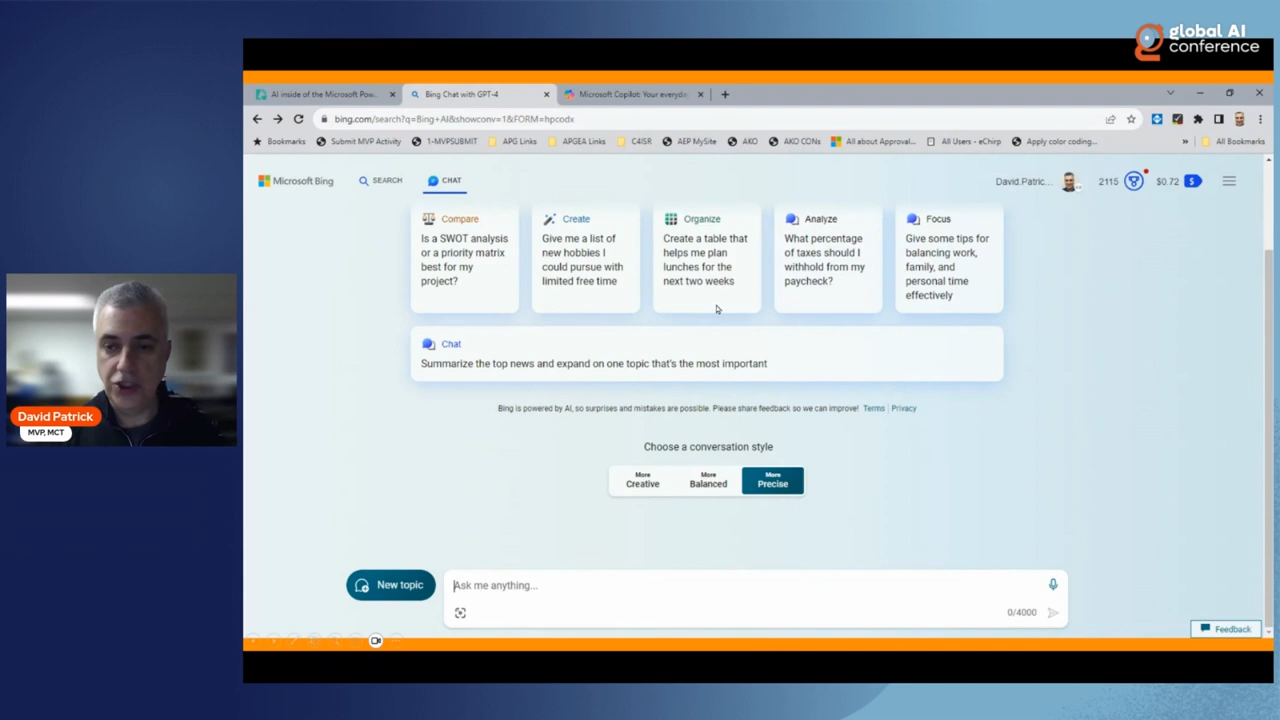 global AI
conference
AI inside of the Microsoft Pow...
Bing Chat with GPT-4
Microsoft Copilot: Your everyday
bing.com/search?q=Bing+AI&showconv=1&FORM=hpcodx
Bookmarks
Submit MVP Activity
1-MVPSUBMIT
APG Links
APGEA Links
C4ISR
AEP MySite
AKO
AKO CONs
All about Approval...
All Users - eChirp
Apply color coding...
»
All Bookmarks
Microsoft Bing
SEARCH
CHAT
David.Patric...
2115
$0.72
Compare
Is a SWOT analysis
or a priority matrix
best for my
project?
Create
Give me a list of
new hobbies I
could pursue with
limited free time
Organize
Create a table that
helps me plan
lunches for the
next two weeks
Analyze
What percentage
of taxes should I
withhold from my
paycheck?
Focus
Give some tips for
balancing work,
family, and
personal time
effectively
Chat
Summarize the top news and expand on one topic that's the most important
Bing is powered by AI, so surprises and mistakes are possible. Please share feedback so we can improve! Terms | Privacy
Choose a conversation style
More
Creative
More
Balanced
More
Precise
New topic
Ask me anything...
0/4000
Feedback
David Patrick
MVP, MCT